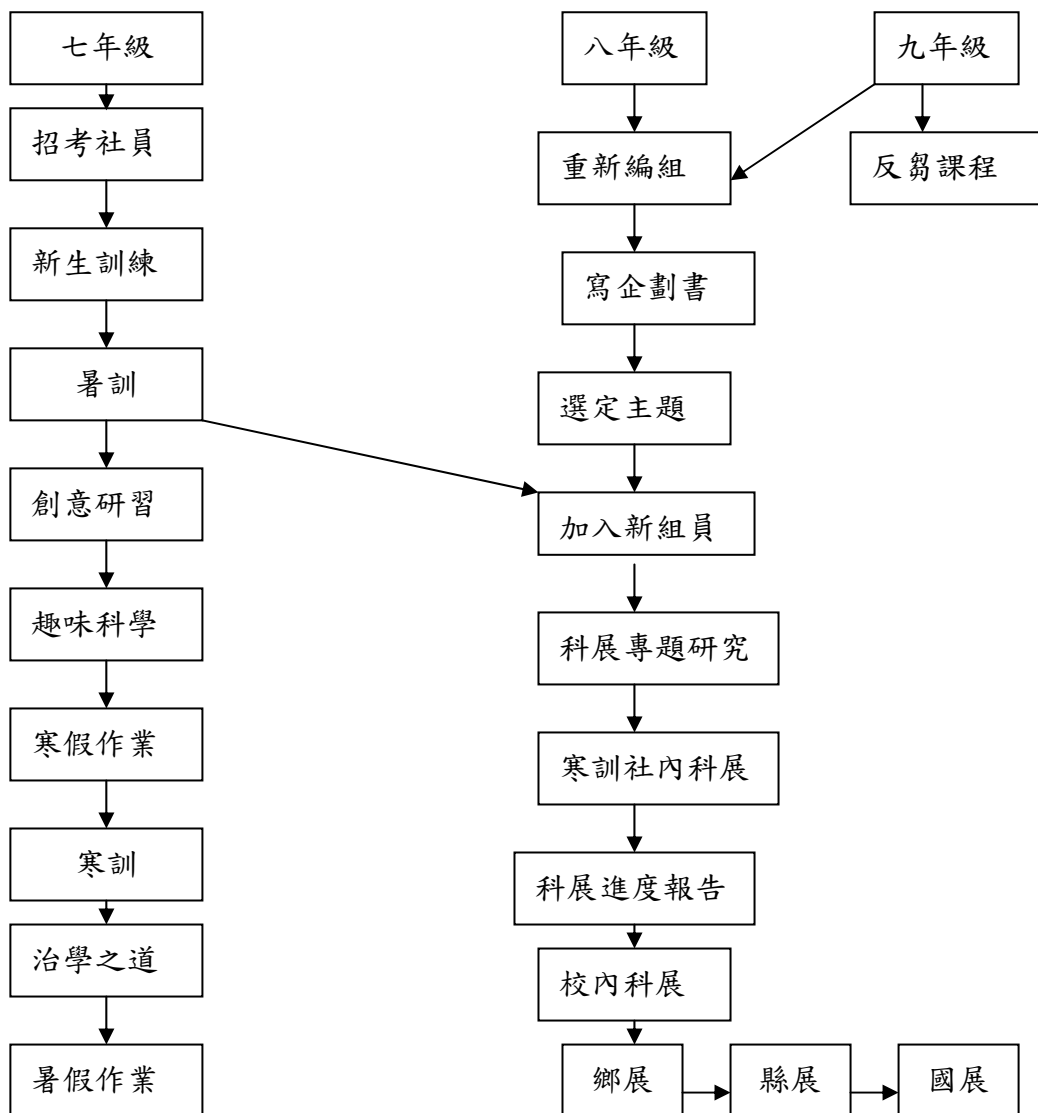 七年級
招考社員
新生訓練
暑訓
創意研習
趣味科學
寒假作業
寒訓
治學之道
暑假作業
八年級
重新編組
寫企劃書
選定主題
加入新組員
科展專題研究
寒訓社內科展
科展進度報告
校內科展
鄉展
縣展
國展
九年級
反芻課程